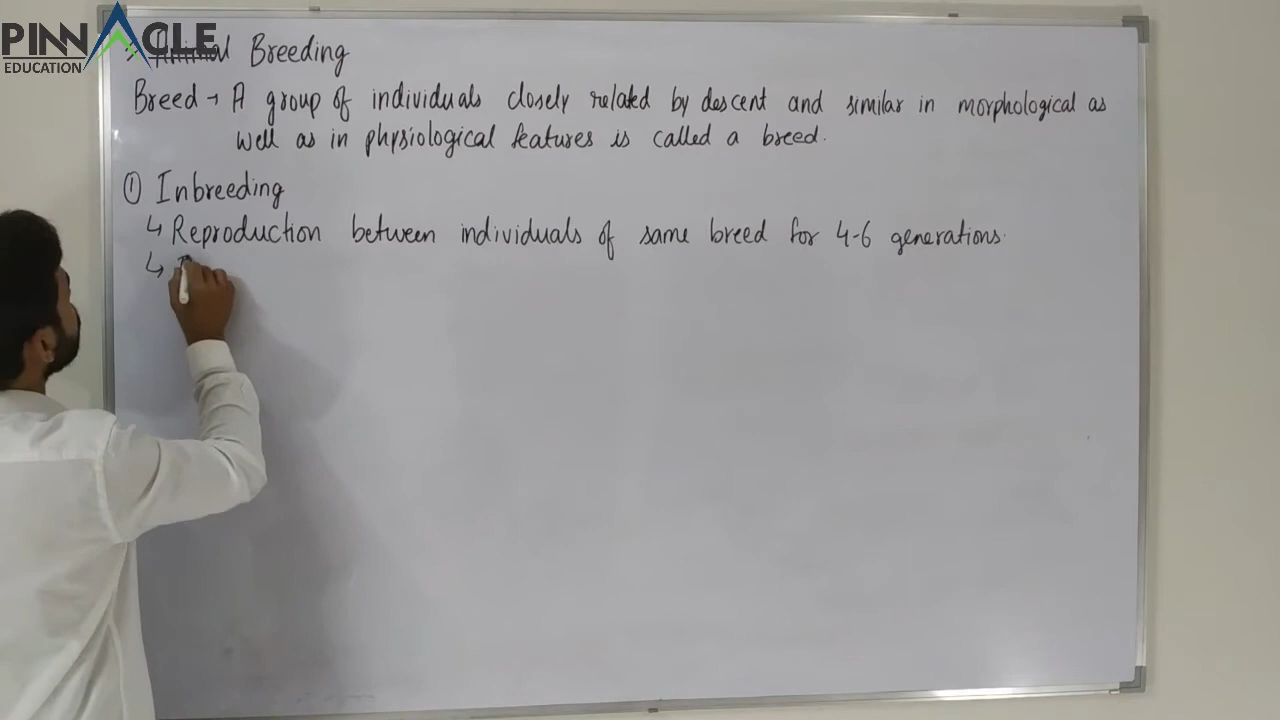 PINNACLE
EDUCATION
Animal Breeding
Breed → A group of individuals closely related by descent and similar in morphological as
well as in physiological features is called a breed.
① Inbreeding
↳ Reproduction between individuals of same breed for 4-6 generations.
↳